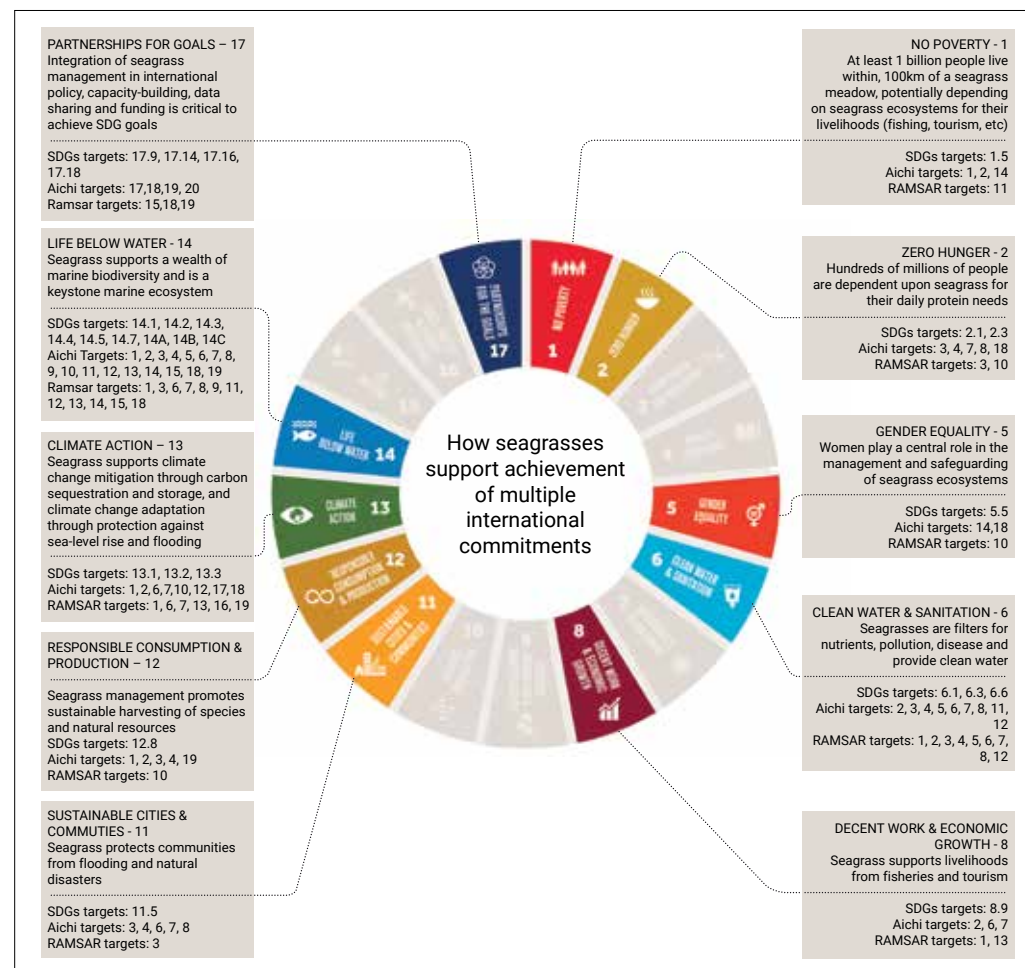 PARTNERSHIPS FOR GOALS – 17
Integration of seagrass
management in international
policy, capacity-building, data
sharing and funding is critical to
achieve SDG goals
SDGs targets: 17.9, 17.14, 17.16,
17.18
Aichi targets: 17,18,19, 20
Ramsar targets: 15,18,19
LIFE BELOW WATER - 14
Seagrass supports a wealth of
marine biodiversity and is a
keystone marine ecosystem
SDGs targets: 14.1, 14.2, 14.3,
14.4, 14.5, 14.7, 14A, 14B, 14C
Aichi Targets: 1, 2, 3, 4, 5, 6, 7, 8,
9, 10, 11, 12, 13, 14, 15, 18, 19
Ramsar targets: 1, 3, 6, 7, 8, 9, 11,
12, 13, 14, 15, 18
CLIMATE ACTION – 13
Seagrass supports climate
change mitigation through carbon
sequestration and storage, and
climate change adaptation
through protection against
sea-level rise and flooding
SDGs targets: 13.1, 13.2, 13.3
Aichi targets: 1,2,6,7,10,12,17,18
RAMSAR targets: 1, 6, 7, 13, 16, 19
RESPONSIBLE CONSUMPTION &
PRODUCTION – 12
Seagrass management promotes
sustainable harvesting of species
and natural resources
SDGs targets: 12.8
Aichi targets: 1, 2, 3, 4, 19
RAMSAR targets: 10
SUSTAINABLE CITIES &
COMMUTIES - 11
Seagrass protects communities
from flooding and natural
disasters
SDGs targets: 11.5
Aichi targets: 3, 4, 6, 7, 8
RAMSAR targets: 3
PARTNERSHIPS
FOR THE GOALS
17
NO POVERTY
1
ZERO HUNGER
2
GENDER
EQUALITY
5
CLEAN WATER
& SANITATION
6
DECENT WORK
& ECONOMIC
GROWTH
8
SUSTAINABLE
CITIES &
COMMUNITIES
11
RESPONSIBLE
CONSUMPTION
& PRODUCTION
12
CLIMATE
ACTION
13
LIFE
BELOW WATER
14
How seagrasses
support achievement
of multiple
international
commitments
NO POVERTY - 1
At least 1 billion people live
within, 100km of a seagrass
meadow, potentially depending
on seagrass ecosystems for their
livelihoods (fishing, tourism, etc)
SDGs targets: 1.5
Aichi targets: 1, 2, 14
RAMSAR targets: 11
ZERO HUNGER - 2
Hundreds of millions of people
are dependent upon seagrass for
their daily protein needs
SDGs targets: 2.1, 2.3
Aichi targets: 3, 4, 7, 8, 18
RAMSAR targets: 3, 10
GENDER EQUALITY - 5
Women play a central role in the
management and safeguarding
of seagrass ecosystems
SDGs targets: 5.5
Aichi targets: 14,18
RAMSAR targets: 10
CLEAN WATER & SANITATION - 6
Seagrasses are filters for
nutrients, pollution, disease and
provide clean water
SDGs targets: 6.1, 6.3, 6.6
Aichi targets: 2, 3, 4, 5, 6, 7, 8, 11,
12
RAMSAR targets: 1, 2, 3, 4, 5, 6, 7,
8, 12
DECENT WORK & ECONOMIC
GROWTH - 8
Seagrass supports livelihoods
from fisheries and tourism
SDGs targets: 8.9
Aichi targets: 2, 6, 7
RAMSAR targets: 1, 13